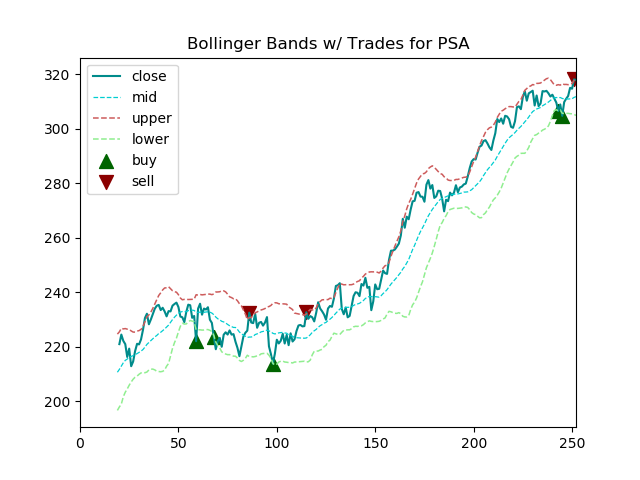 Bollinger Bands w/ Trades for PSA
320
300
280
260
240
220
200
0 50 100 150 200 250
close
mid
upper
lower
buy
sell